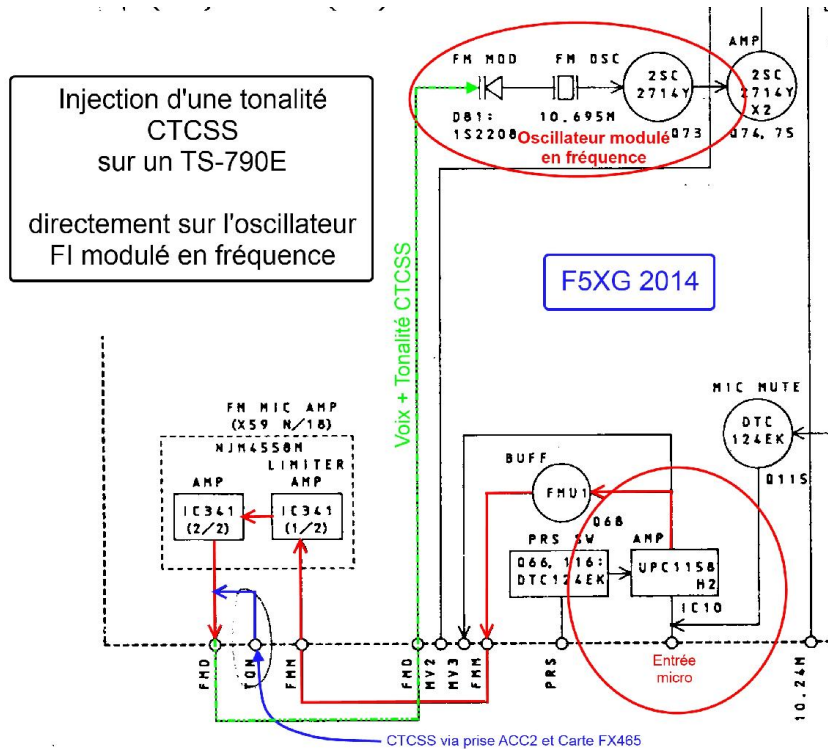 Injection d'une tonalité
CTCSS
sur un TS-790E
directement sur l'oscillateur
FI modulé en fréquence
FM MOD
FM OSC
AMP
2SC
2714Y
2SC
2714Y
X2
D81:
1S2208
10.695M
Q73
Q74, 75
Oscillateur modulé
en fréquence
F5XG 2014
Voix + Tonalité CTCSS
MIC MUTE
DTC
124EK
Q115
FM MIC AMP
(X59 N/18)
NJM4558M
LIMITER
AMP
AMP
IC341
(2/2)
IC341
(1/2)
BUFF
FMU1
Q68
PRS SW
AMP
Q66, 116:
DTC124EK
UPC1158
H2
IC10
FMD
TON
FMM
FMD
MV2
MV3
FMM
PRS
Entrée
micro
10.24M
CTCSS via prise ACC2 et Carte FX465